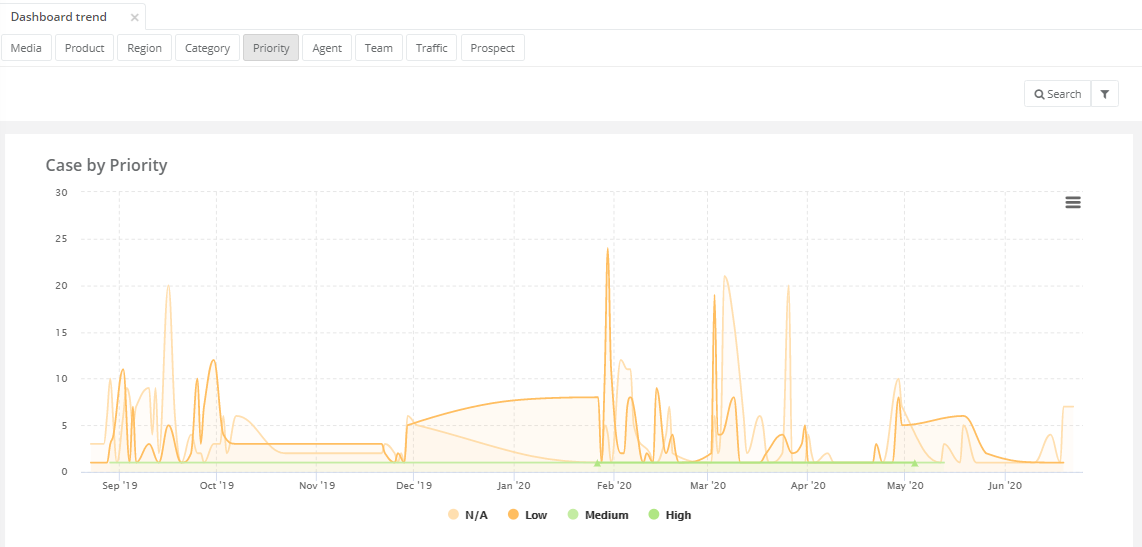 Dashboard trend ×
Media Product Region Category Priority Agent Team Traffic Prospect
Search
Case by Priority
30
25
20
15
10
5
0
Sep '19 Oct '19 Nov '19 Dec '19 Jan '20 Feb '20 Mar '20 Apr '20 May '20 Jun '20
N/A Low Medium High